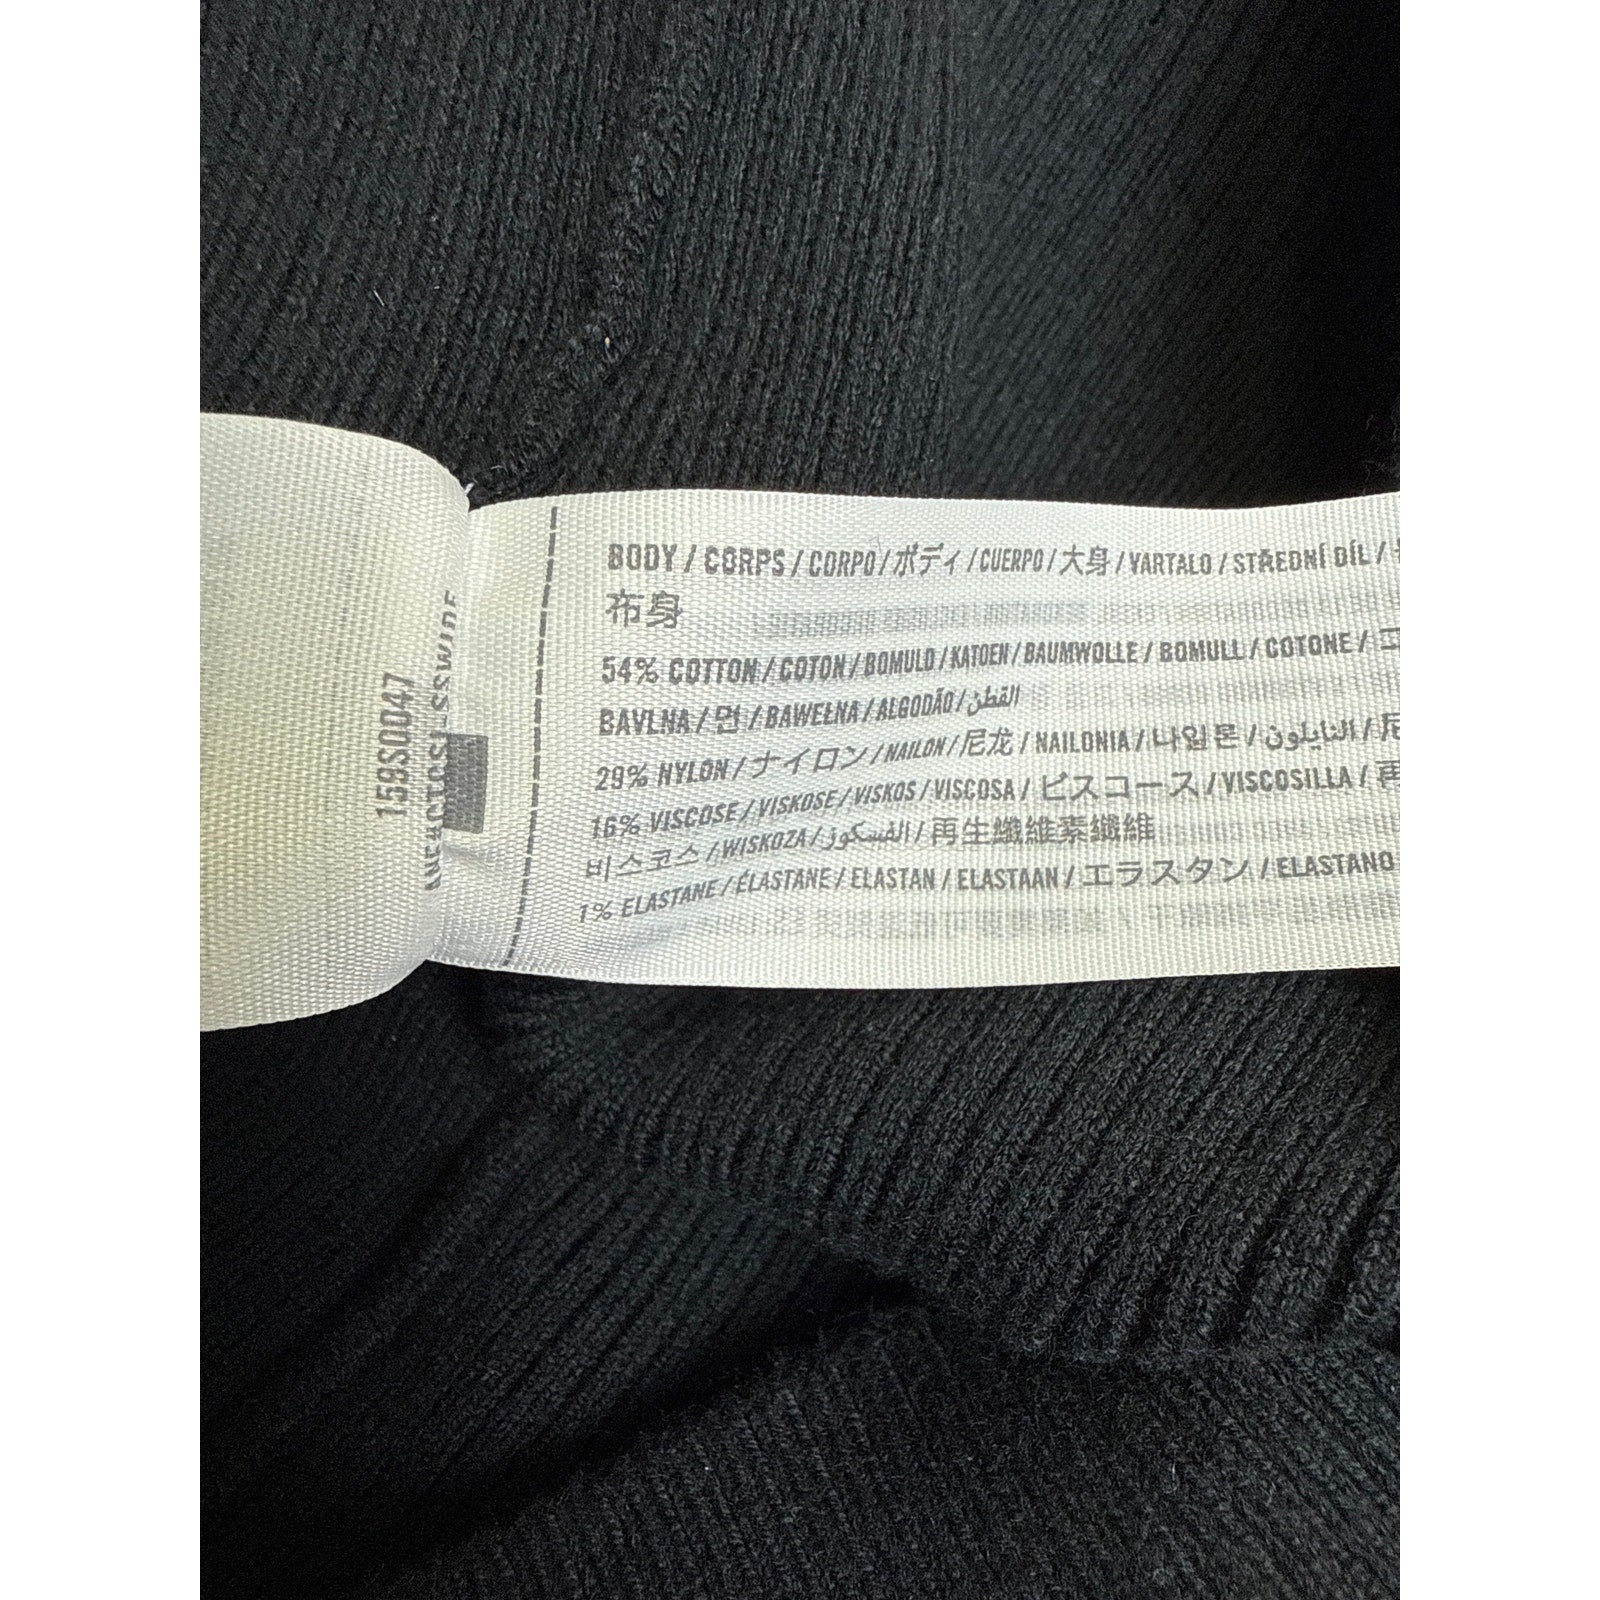 BODY / CORPS / CORPO / ボディ / CUERPO / 大身 / VARTALO / STŘEDNÍ DÍL /
布身
54% COTTON / COTON / BOMULD / KATOEN / BAUMWOLLE / BOMULL / COTONE / コ
BAVLNA / 면 / BAWEŁNA / ALGODÃO / القطن
29% NYLON / ナイロン / NAILON / 尼龙 / NAILONIA / 나일론 / النايلون / 尼
16% VISCOSE / VISKOSE / VISKOS / VISCOSA / ビスコース / VISCOSILLA / 再
비스코스 / WISKOZA / الفسكوز / 再生纖維素纖維
1% ELASTANE / ÉLASTANE / ELASTAN / ELASTAAN / エラスタン / ELASTANO
159S0047